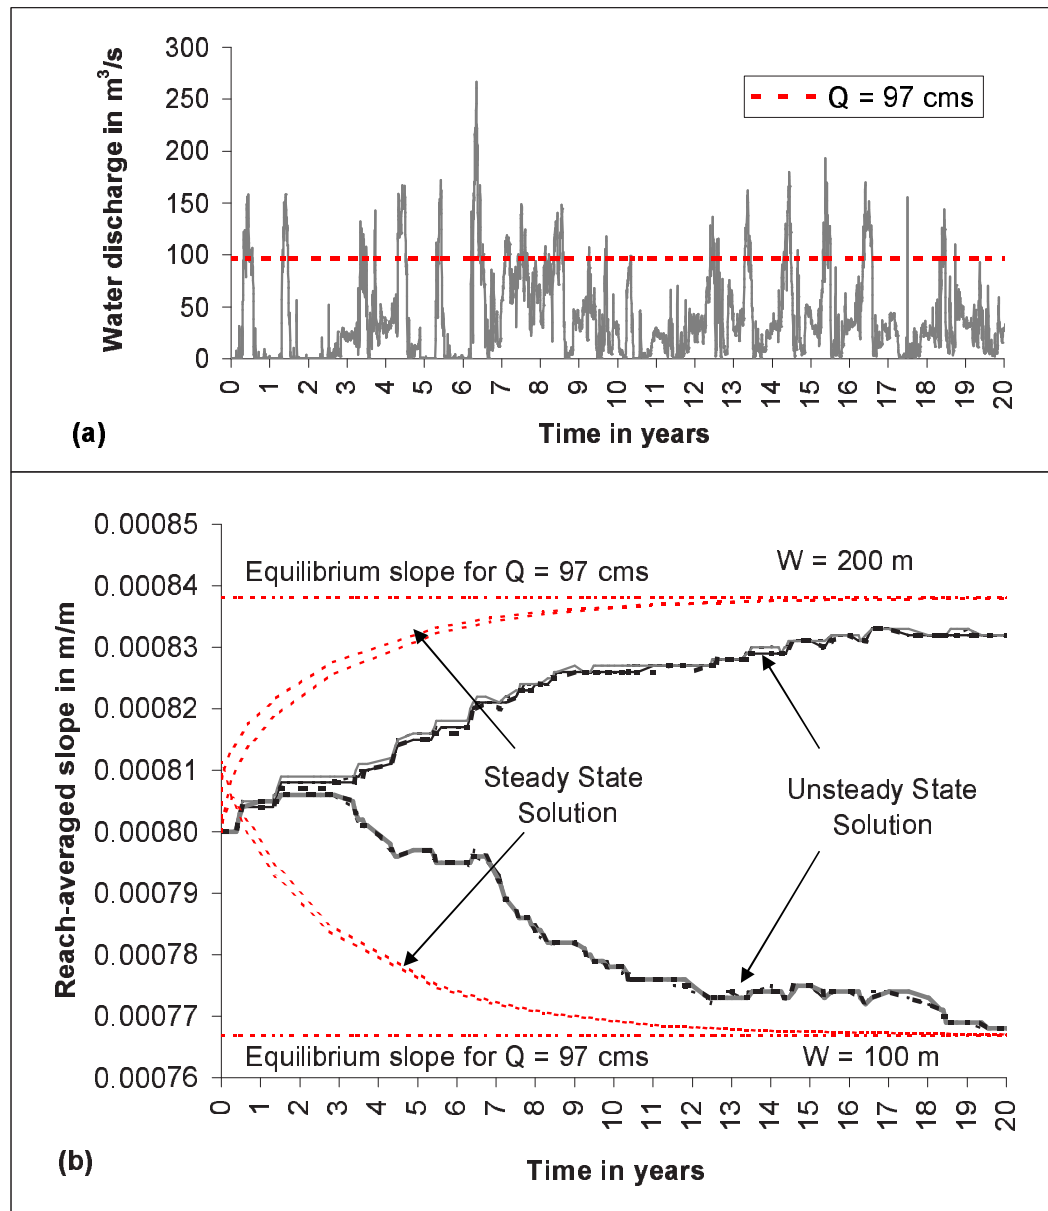 300
250
200
150
100
50
0
Water discharge in m³/s
Q = 97 cms
0 1 2 3 4 5 6 7 8 9 10 11 12 13 14 15 16 17 18 19 20
(a)
Time in years
0.00085
0.00084
0.00083
0.00082
0.00081
0.00080
0.00079
0.00078
0.00077
0.00076
Reach-averaged slope in m/m
W = 200 m
Equilibrium slope for Q = 97 cms
Steady State
Solution
Unsteady State
Solution
Equilibrium slope for Q = 97 cms
W = 100 m
0 1 2 3 4 5 6 7 8 9 10 11 12 13 14 15 16 17 18 19 20
(b)
Time in years